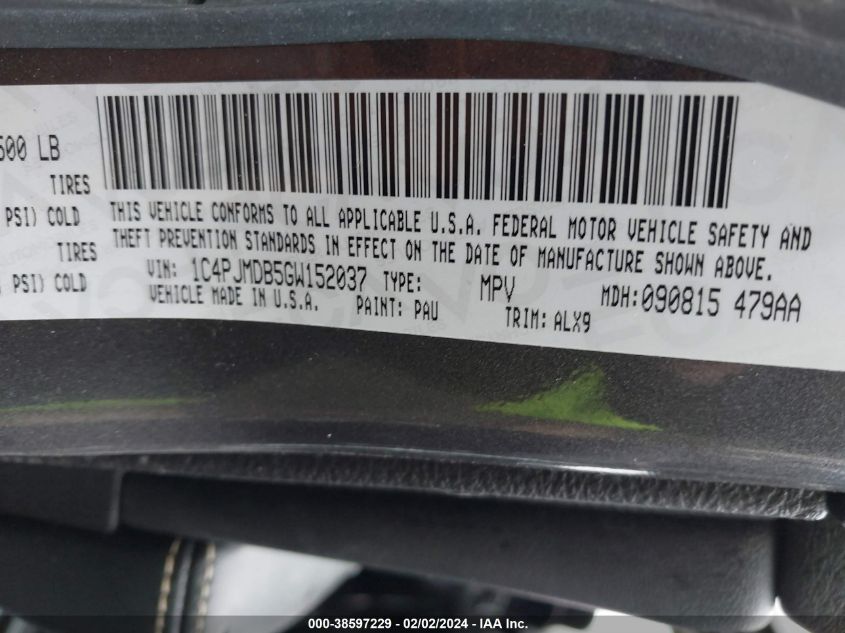 500 LB
TIRES
PSI) COLD
TIRES
PSI) COLD
THIS VEHICLE CONFORMS TO ALL APPLICABLE U.S.A. FEDERAL MOTOR VEHICLE SAFETY AND
THEFT PREVENTION STANDARDS IN EFFECT ON THE DATE OF MANUFACTURE SHOWN ABOVE.
VIN: 1C4PJMDB5GW152037 TYPE: MPV MDH: 090815 479AA
VEHICLE MADE IN U.S.A. PAINT: PAU TRIM: ALX9
000-38597229 - 02/02/2024 - IAA Inc.